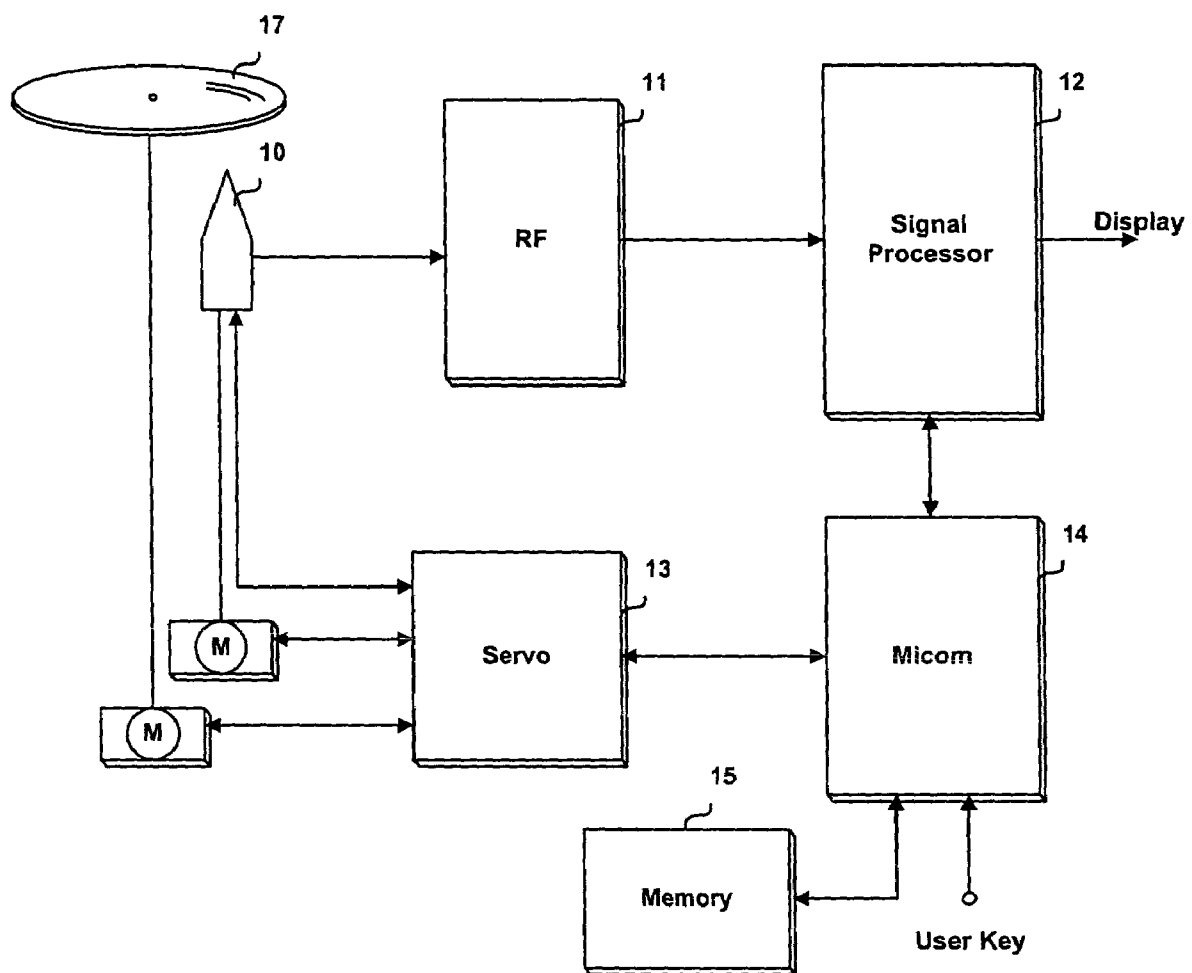 17
11
12
10
RF
Signal
Processor
Display
13
14
Servo
Micom
M
M
15
Memory
User Key